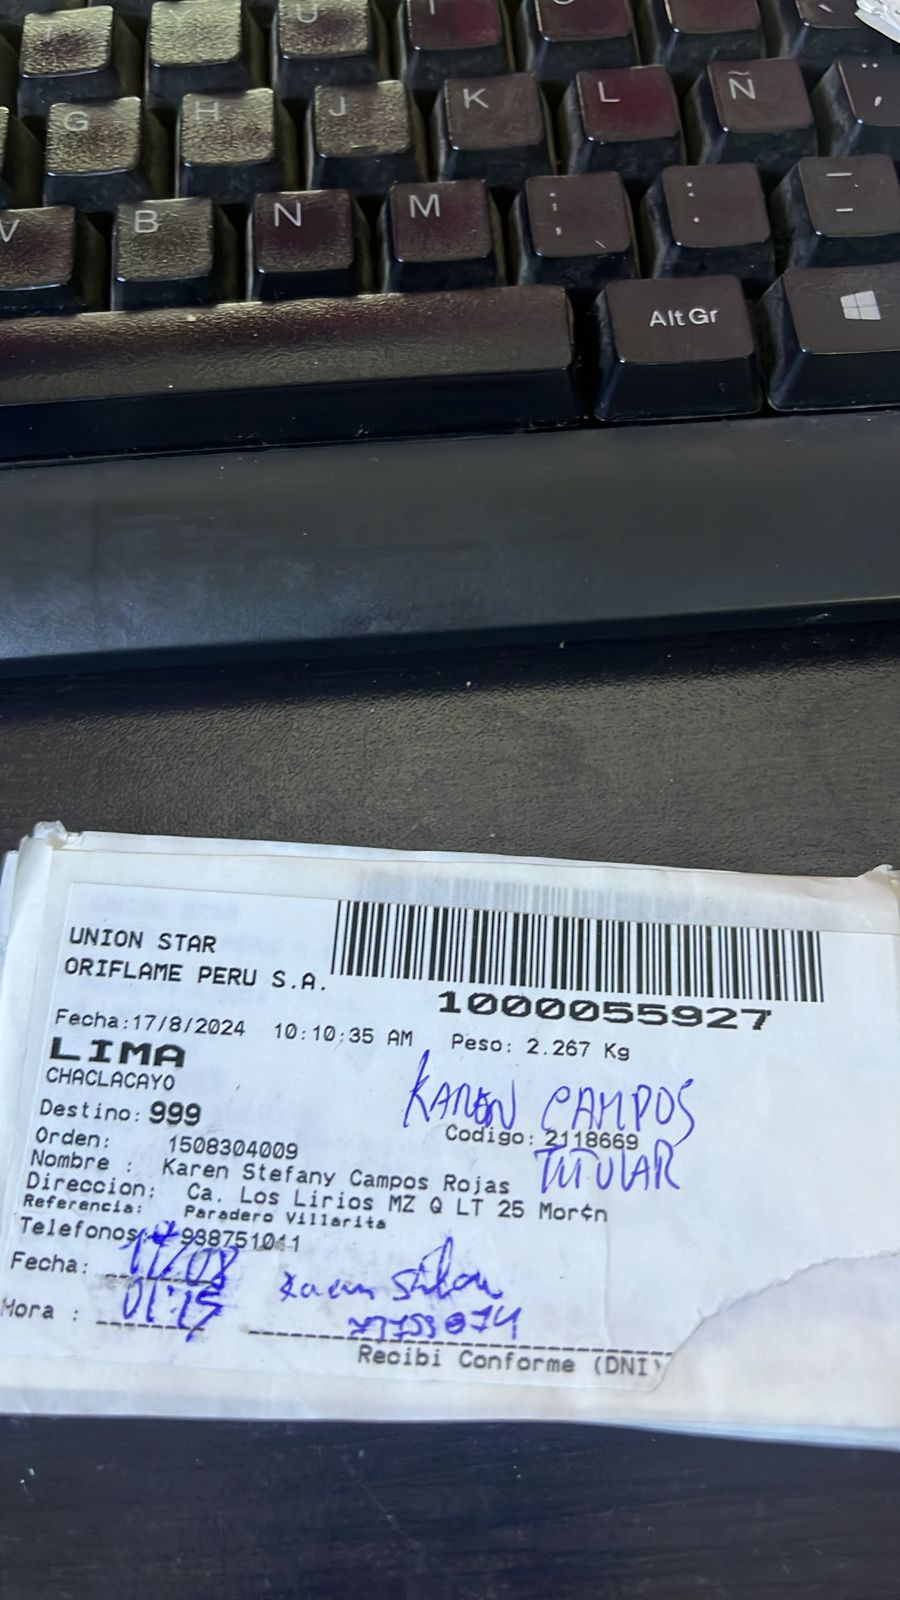 Y U I
G H J K L Ñ
V B N M ; :
Alt Gr
UNION STAR
ORIFLAME PERU S.A.
1000055927
Fecha:17/8/2024 10:10:35 AM Peso: 2.267 Kg
LIMA
CHACLACAYO
KAREN CAMPOS
Destino: 999
Codigo: 2118669
Orden: 1508304009
TITULAR
Nombre : Karen Stefany Campos Rojas
Direccion: Ca. Los Lirios MZ Q LT 25 Mor¢n
Referencia: Paradero Villarita
Telefonos: 938751041
Fecha: 17/08
Hora : 01:15
Recibi Conforme (DNI)